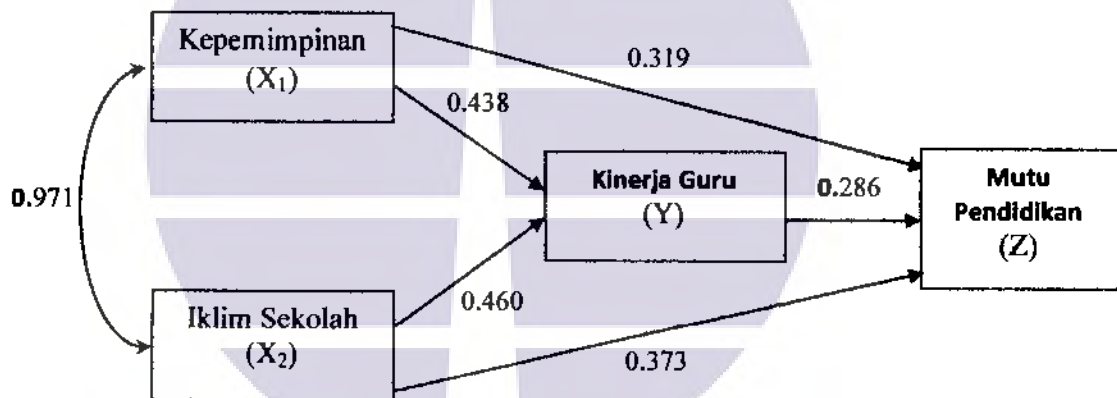 Kepemimpinan
(X₁)
0.319
0.438
0.971
Kinerja Guru
(Y)
0.286
Mutu
Pendidikan
(Z)
0.460
Iklim Sekolah
(X₂)
0.373